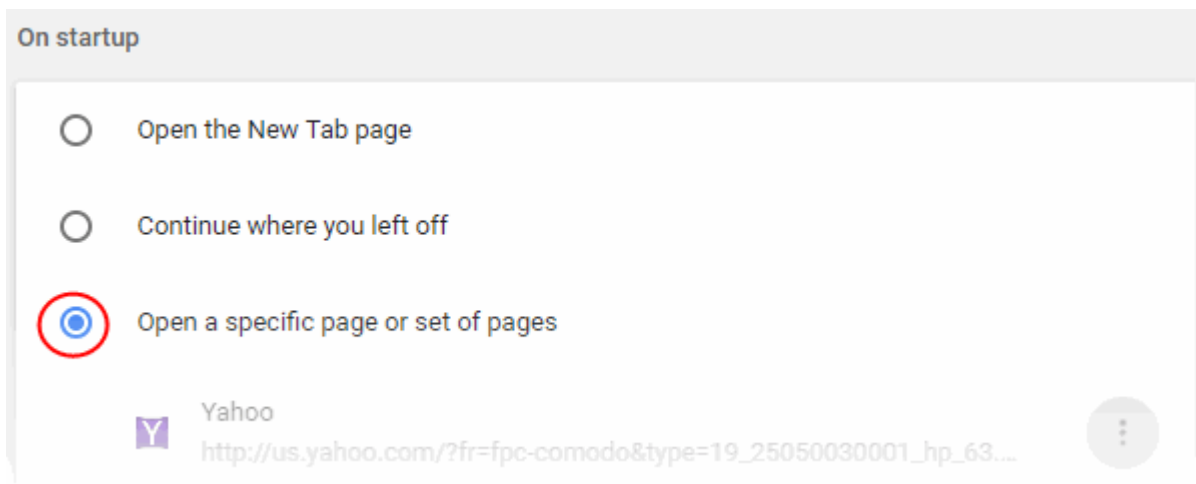 On startup
Open the New Tab page
Continue where you left off
Open a specific page or set of pages
Y
Yahoo
http://us.yahoo.com/?fr=fpc-comodo&type=19_25050030001_hp_63....